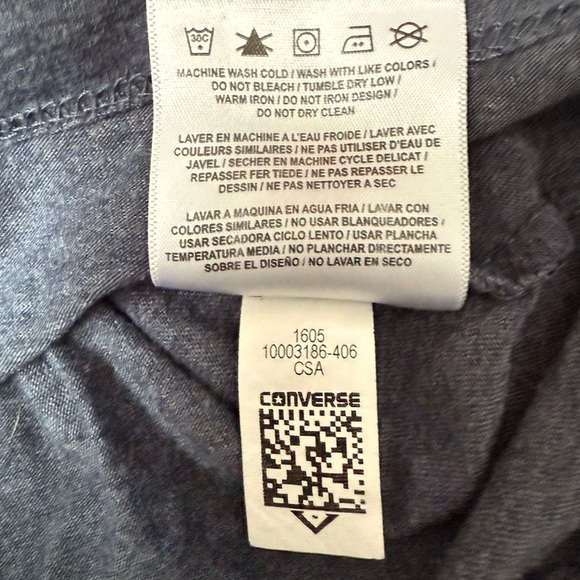 30C
MACHINE WASH COLD / WASH WITH LIKE COLORS /
DO NOT BLEACH / TUMBLE DRY LOW /
WARM IRON / DO NOT IRON DESIGN /
DO NOT DRY CLEAN
LAVER EN MACHINE A L'EAU FROIDE / LAVER AVEC
COULEURS SIMILAIRES / NE PAS UTILISER D'EAU DE
JAVEL / SECHER EN MACHINE CYCLE DELICAT /
REPASSER FER TIEDE / NE PAS REPASSER LE
DESSIN / NE PAS NETTOYER A SEC
LAVAR A MAQUINA EN AGUA FRIA / LAVAR CON
COLORES SIMILARES / NO USAR BLANQUEADORES /
USAR SECADORA CICLO LENTO / USAR PLANCHA
TEMPERATURA MEDIA / NO PLANCHAR DIRECTAMENTE
SOBRE EL DISEÑO / NO LAVAR EN SECO
1605
10003186-406
CSA
CONVERSE